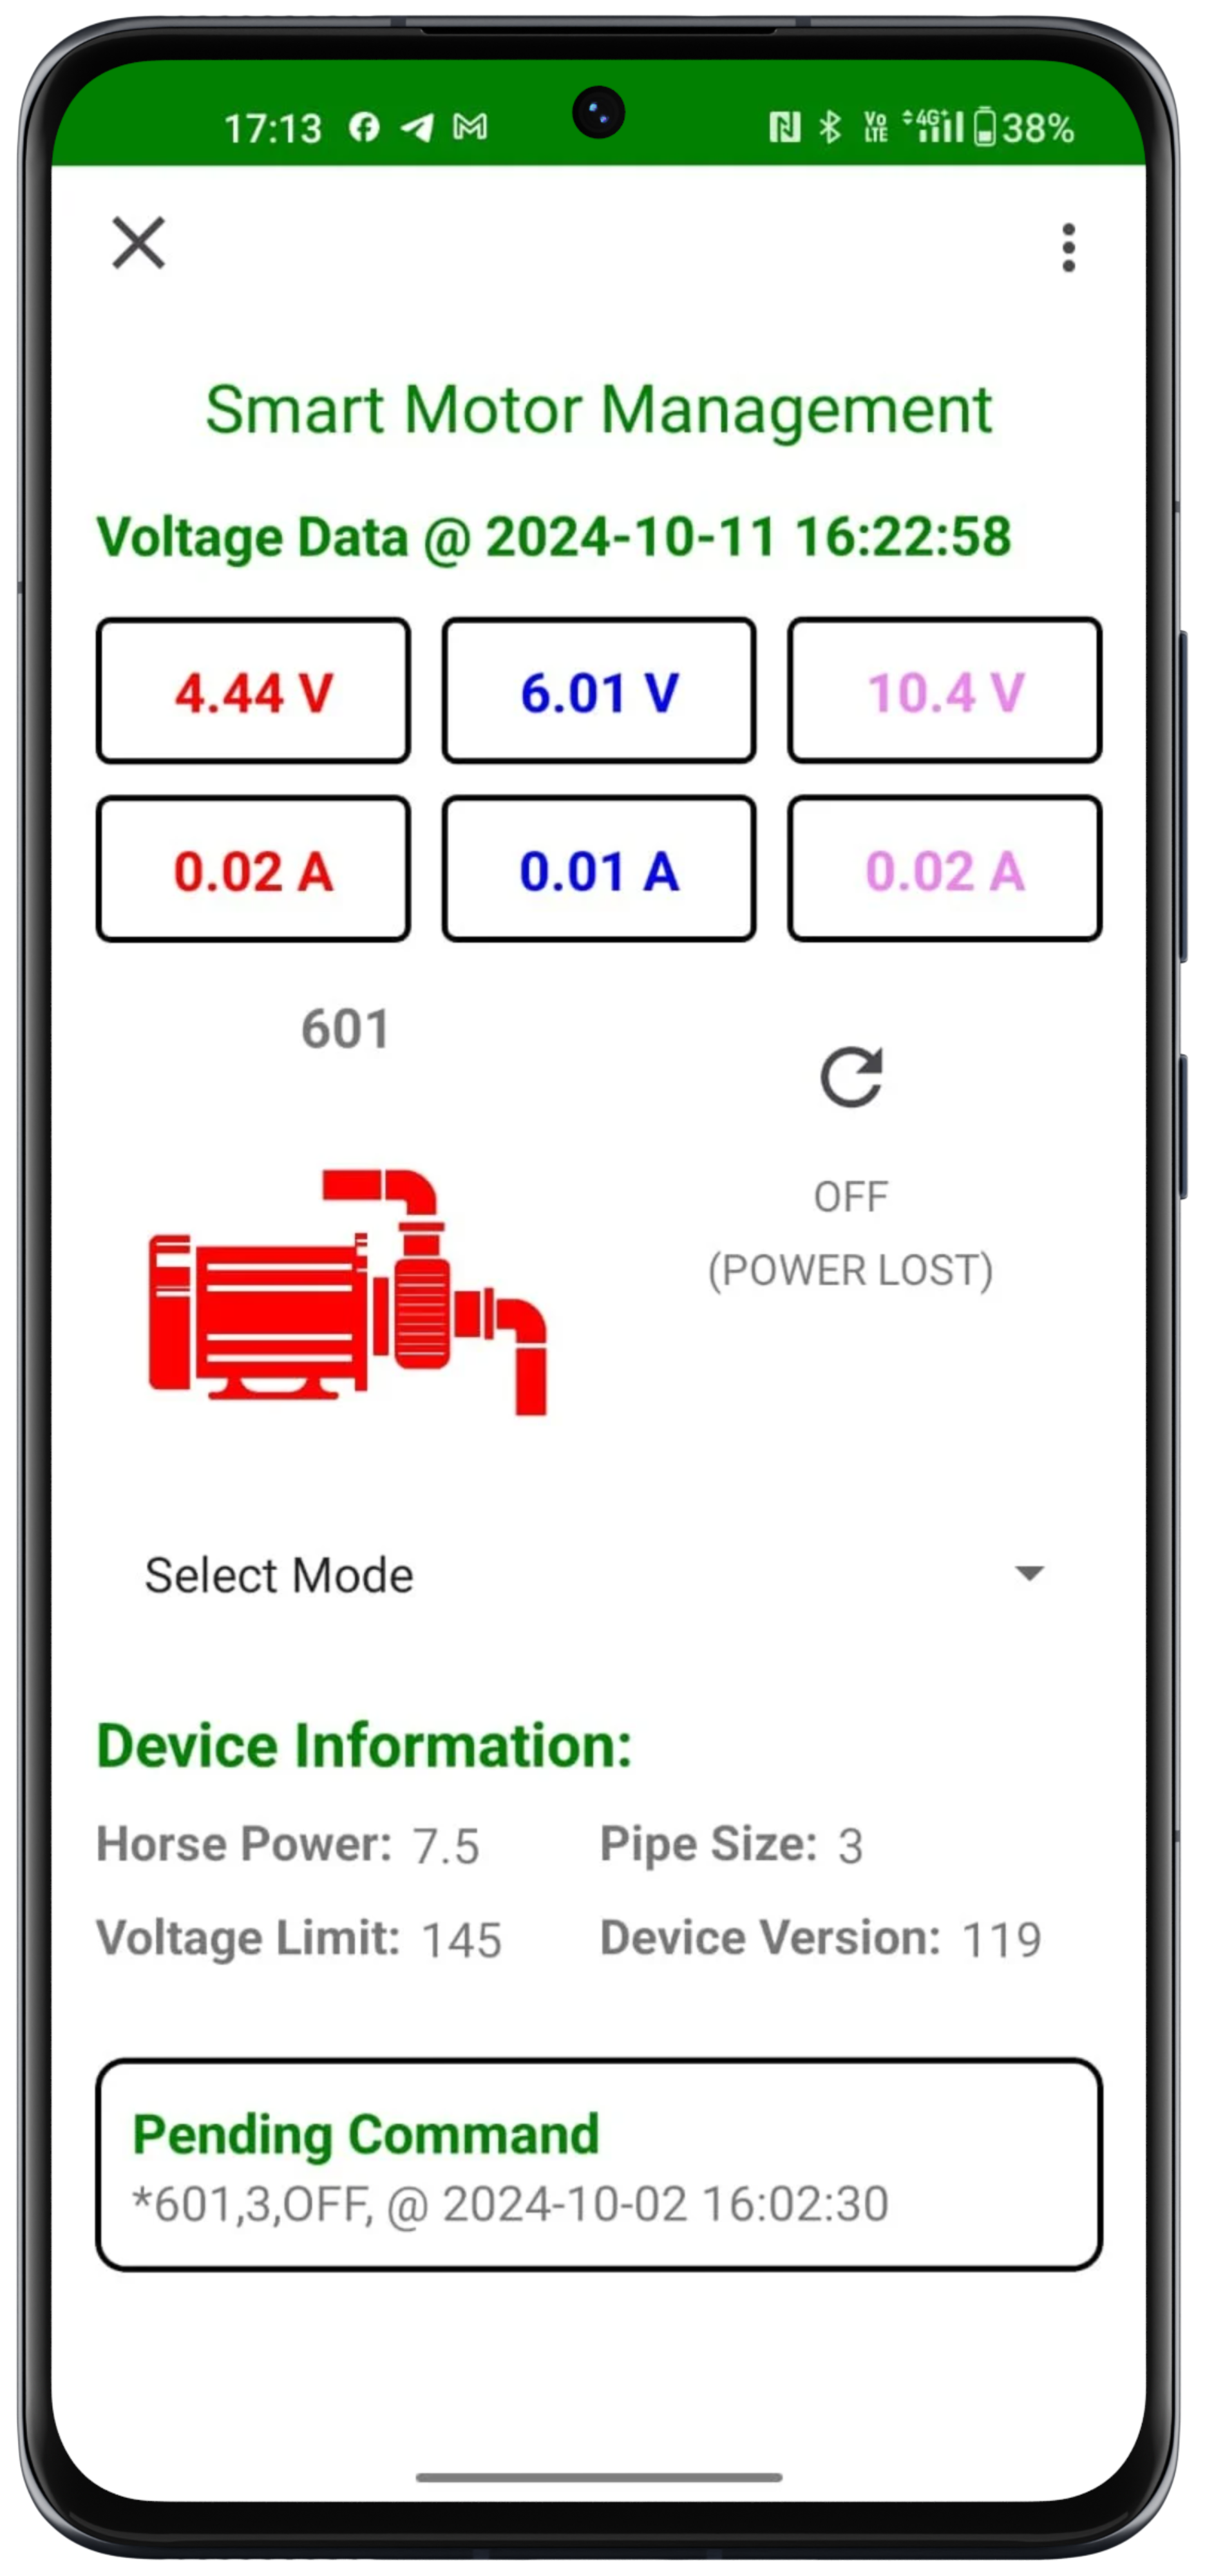 17:13 VoLTE 4G+ 38%
Smart Motor Management
Voltage Data @ 2024-10-11 16:22:58
4.44 V 6.01 V 10.4 V
0.02 A 0.01 A 0.02 A
601
OFF
(POWER LOST)
Select Mode
Device Information:
Horse Power: 7.5 Pipe Size: 3
Voltage Limit: 145 Device Version: 119
Pending Command
*601,3,OFF, @ 2024-10-02 16:02:30